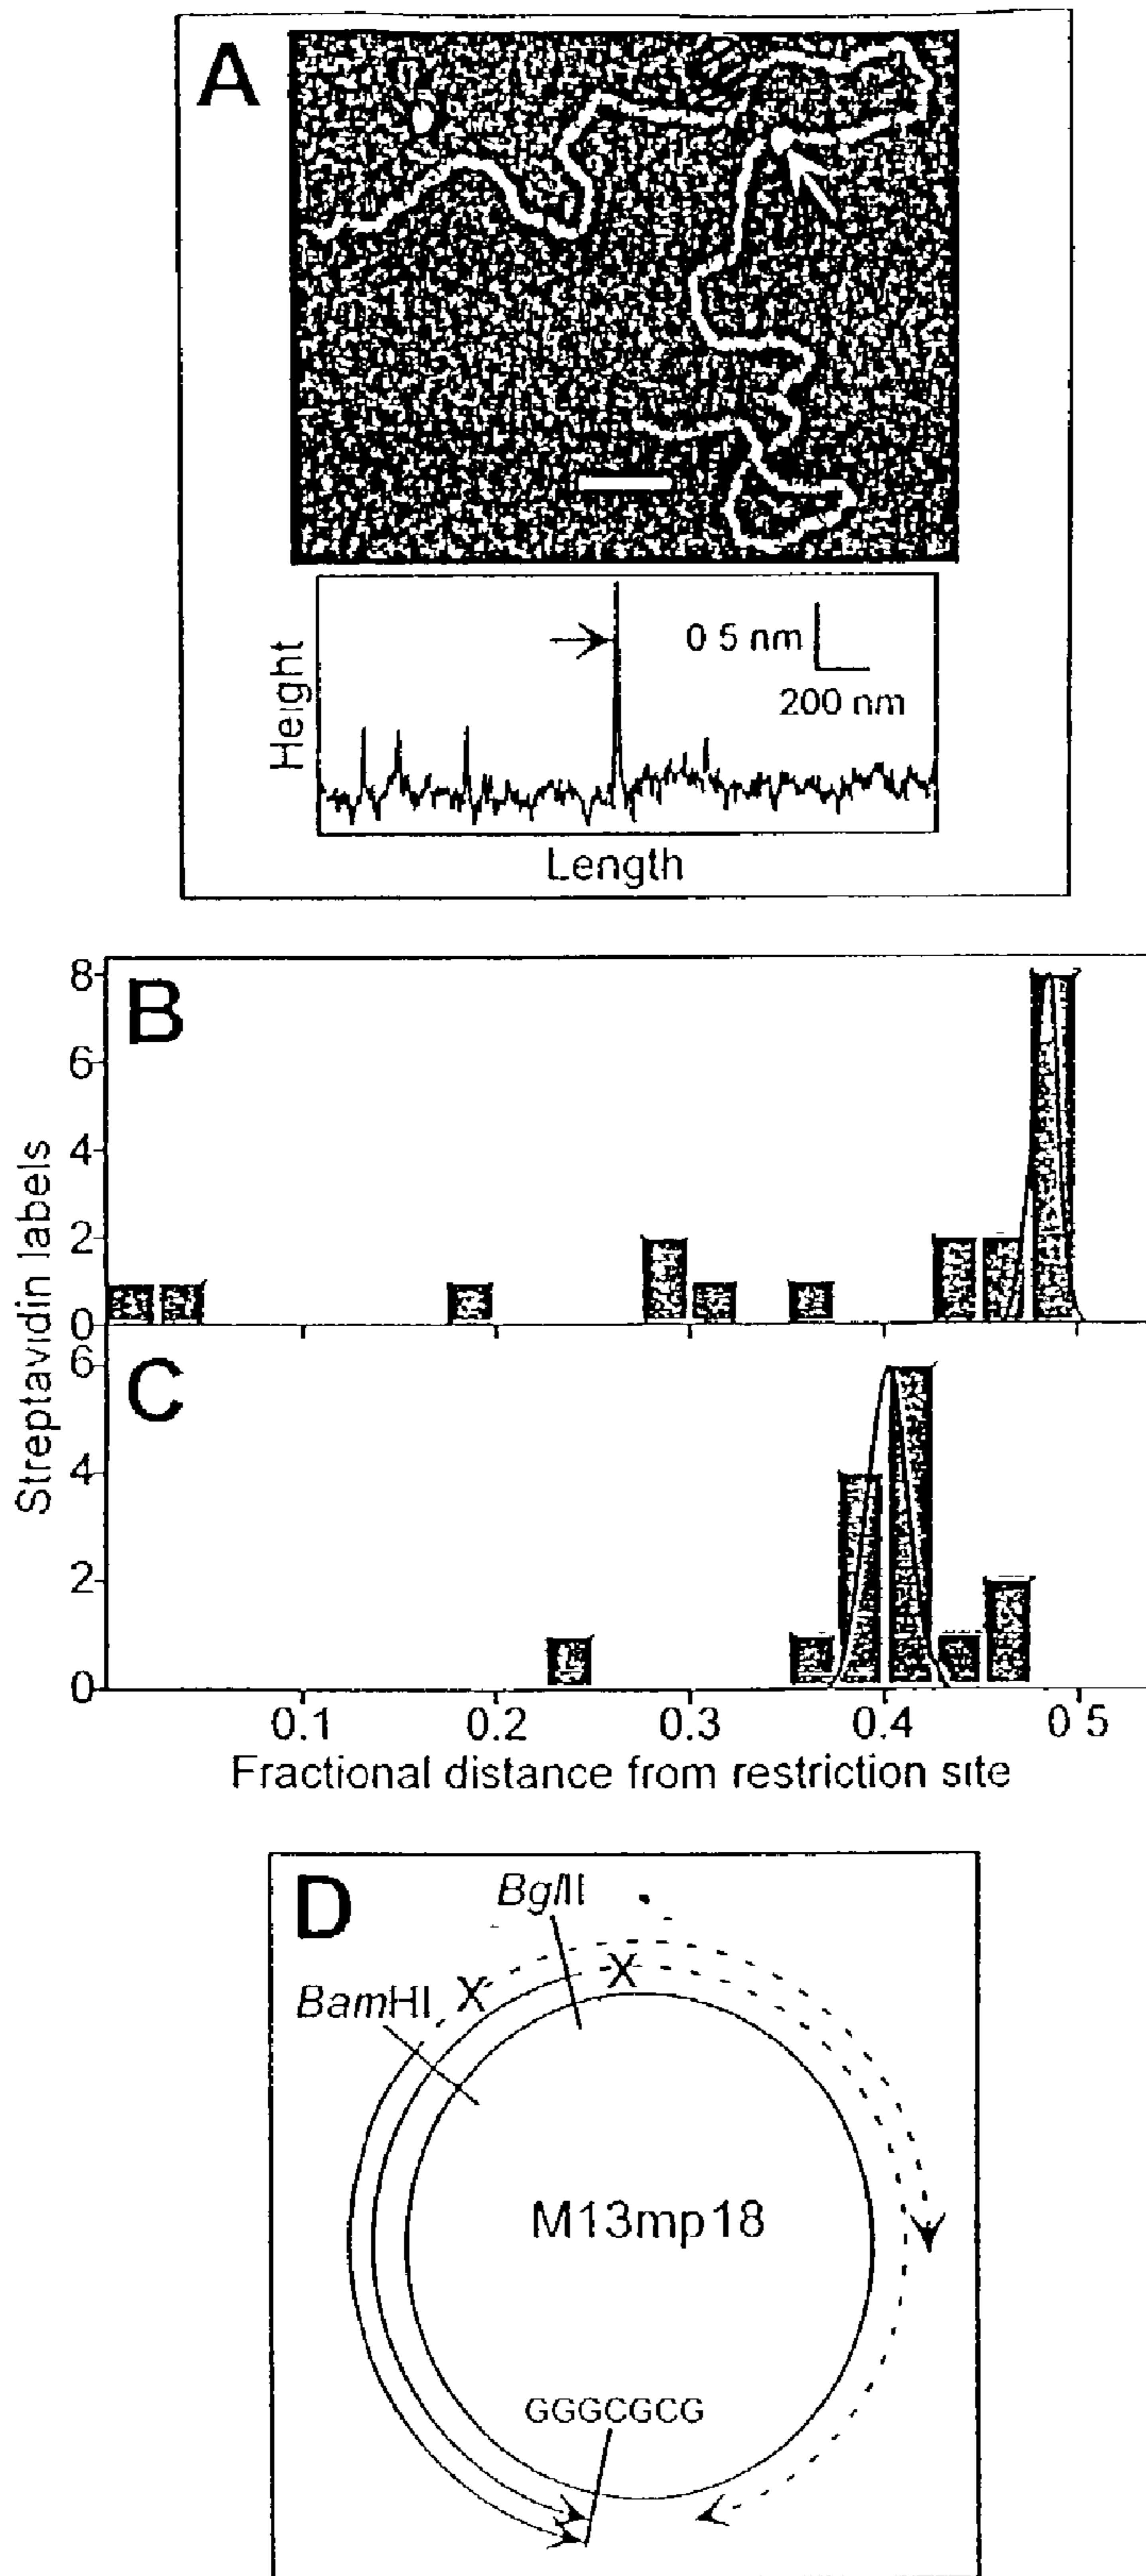 A
Height
0 5 nm
200 nm
Length
B
8
6
4
2
0
Streptavidin labels
C
6
4
2
0
0.1
0.2
0.3
0.4
0 5
Fractional distance from restriction site
D
BglII
BamHI
X
X
M13mp18
GGGCGCG